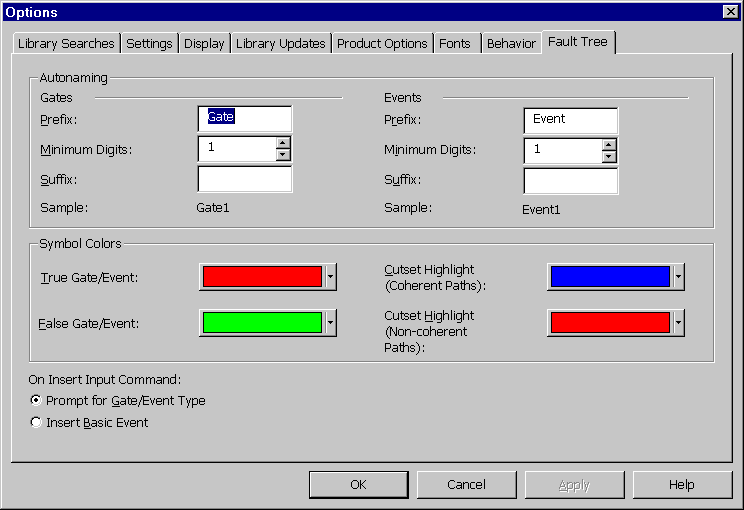 Options
Library Searches Settings Display Library Updates Product Options Fonts Behavior Fault Tree
Autonaming
Gates
Prefix: Gate
Minimum Digits: 1
Suffix:
Sample: Gate1
Events
Prefix: Event
Minimum Digits: 1
Suffix:
Sample: Event1
Symbol Colors
True Gate/Event:
False Gate/Event:
Cutset Highlight
(Coherent Paths):
Cutset Highlight
(Non-coherent
Paths):
On Insert Input Command:
Prompt for Gate/Event Type
Insert Basic Event
OK Cancel Apply Help